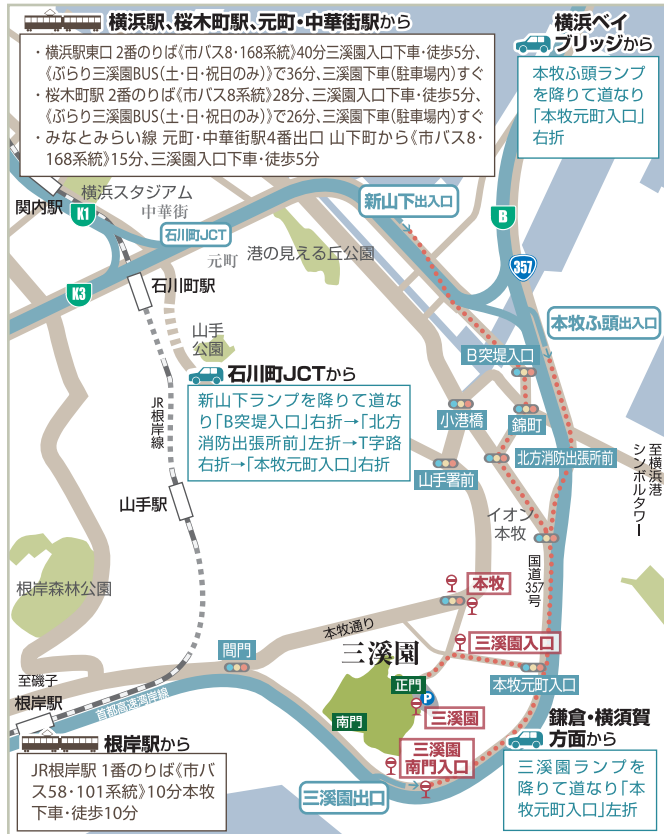 横浜駅、桜木町駅、元町・中華街駅から
・横浜駅東口 2番のりば《市バス8・168系統》40分三溪園入口下車・徒歩5分、
《ぶらり三溪園BUS(土・日・祝日のみ)》で36分、三溪園下車(駐車場内)すぐ
・桜木町駅 2番のりば《市バス8系統》28分、三溪園入口下車・徒歩5分、
《ぶらり三溪園BUS(土・日・祝日のみ)》で26分、三溪園下車(駐車場内)すぐ
・みなとみらい線 元町・中華街駅4番出口 山下町から《市バス8・
168系統》15分、三溪園入口下車・徒歩5分
横浜ベイ
ブリッジから
本牧ふ頭ランプ
を降りて道なり
「本牧元町入口」
右折
関内駅
横浜スタジアム
中華街
K1
石川町JCT
元町
新山下出入口
B
357
港の見える丘公園
K3
石川町駅
山手
公園
本牧ふ頭出入口
B突堤入口
石川町JCTから
新山下ランプを降りて道な
り「B突堤入口」右折→「北方
消防出張所前」左折→T字路
右折→「本牧元町入口」右折
JR根岸線
小港橋
錦町
北方消防出張所前
山手署前
至横浜港
シンボルタワー
山手駅
イオン
本牧
国道357号
根岸森林公園
本牧
本牧通り
三溪園入口
間門
三溪園
正門
P
本牧元町入口
至磯子
根岸駅
首都高速湾岸線
南門
三溪園
三溪園
南門入口
三溪園出口
根岸駅から
JR根岸駅 1番のりば《市バ
ス58・101系統》10分本牧
下車・徒歩10分
鎌倉・横須賀
方面から
三溪園ランプを
降りて道なり「本
牧元町入口」左折